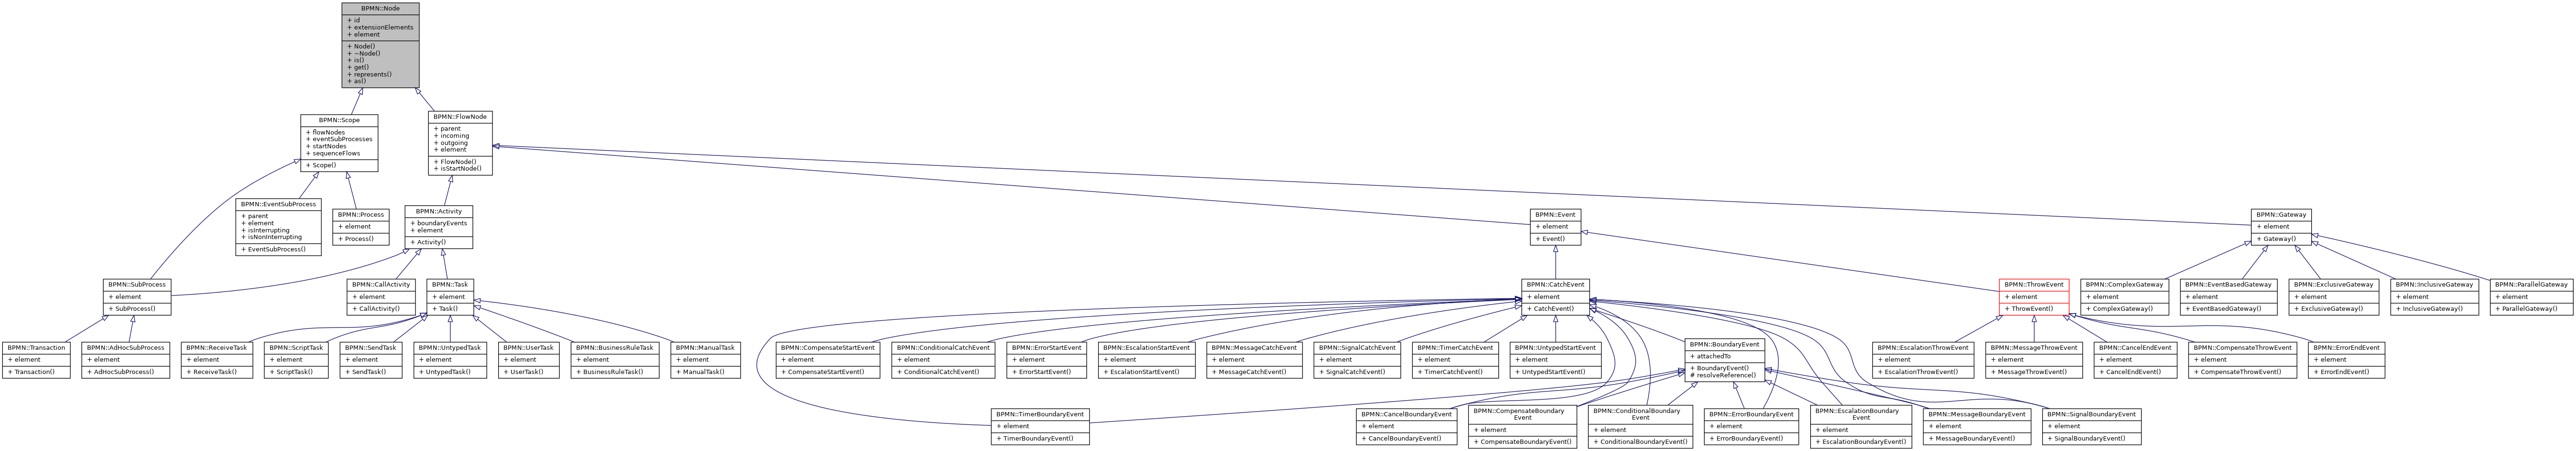 BPMN::Node
+ id
+ extensionElements
+ element
+ Node()
+ ~Node()
+ is()
+ get()
+ represents()
+ as()
BPMN::Scope
+ flowNodes
+ eventSubProcesses
+ startNodes
+ sequenceFlows
+ Scope()
BPMN::FlowNode
+ parent
+ incoming
+ outgoing
+ element
+ FlowNode()
+ isStartNode()
BPMN::EventSubProcess
+ parent
+ element
+ isInterrupting
+ isNonInterrupting
+ EventSubProcess()
BPMN::Process
+ element
+ Process()
BPMN::Activity
+ boundaryEvents
+ element
+ Activity()
BPMN::Event
+ element
+ Event()
BPMN::Gateway
+ element
+ Gateway()
BPMN::SubProcess
+ element
+ SubProcess()
BPMN::CallActivity
+ element
+ CallActivity()
BPMN::Task
+ element
+ Task()
BPMN::CatchEvent
+ element
+ CatchEvent()
BPMN::ThrowEvent
+ element
+ ThrowEvent()
BPMN::ComplexGateway
+ element
+ ComplexGateway()
BPMN::EventBasedGateway
+ element
+ EventBasedGateway()
BPMN::ExclusiveGateway
+ element
+ ExclusiveGateway()
BPMN::InclusiveGateway
+ element
+ InclusiveGateway()
BPMN::ParallelGateway
+ element
+ ParallelGateway()
BPMN::Transaction
+ element
+ Transaction()
BPMN::AdHocSubProcess
+ element
+ AdHocSubProcess()
BPMN::ReceiveTask
+ element
+ ReceiveTask()
BPMN::ScriptTask
+ element
+ ScriptTask()
BPMN::SendTask
+ element
+ SendTask()
BPMN::UntypedTask
+ element
+ UntypedTask()
BPMN::UserTask
+ element
+ UserTask()
BPMN::BusinessRuleTask
+ element
+ BusinessRuleTask()
BPMN::ManualTask
+ element
+ ManualTask()
BPMN::CompensateStartEvent
+ element
+ CompensateStartEvent()
BPMN::ConditionalCatchEvent
+ element
+ ConditionalCatchEvent()
BPMN::ErrorStartEvent
+ element
+ ErrorStartEvent()
BPMN::EscalationStartEvent
+ element
+ EscalationStartEvent()
BPMN::MessageCatchEvent
+ element
+ MessageCatchEvent()
BPMN::SignalCatchEvent
+ element
+ SignalCatchEvent()
BPMN::TimerCatchEvent
+ element
+ TimerCatchEvent()
BPMN::UntypedStartEvent
+ element
+ UntypedStartEvent()
BPMN::BoundaryEvent
+ attachedTo
+ BoundaryEvent()
# resolveReference()
BPMN::EscalationThrowEvent
+ element
+ EscalationThrowEvent()
BPMN::MessageThrowEvent
+ element
+ MessageThrowEvent()
BPMN::CancelEndEvent
+ element
+ CancelEndEvent()
BPMN::CompensateThrowEvent
+ element
+ CompensateThrowEvent()
BPMN::ErrorEndEvent
+ element
+ ErrorEndEvent()
BPMN::TimerBoundaryEvent
+ element
+ TimerBoundaryEvent()
BPMN::CancelBoundaryEvent
+ element
+ CancelBoundaryEvent()
BPMN::CompensateBoundary
Event
+ element
+ CompensateBoundaryEvent()
BPMN::ConditionalBoundary
Event
+ element
+ ConditionalBoundaryEvent()
BPMN::ErrorBoundaryEvent
+ element
+ ErrorBoundaryEvent()
BPMN::EscalationBoundary
Event
+ element
+ EscalationBoundaryEvent()
BPMN::MessageBoundaryEvent
+ element
+ MessageBoundaryEvent()
BPMN::SignalBoundaryEvent
+ element
+ SignalBoundaryEvent()